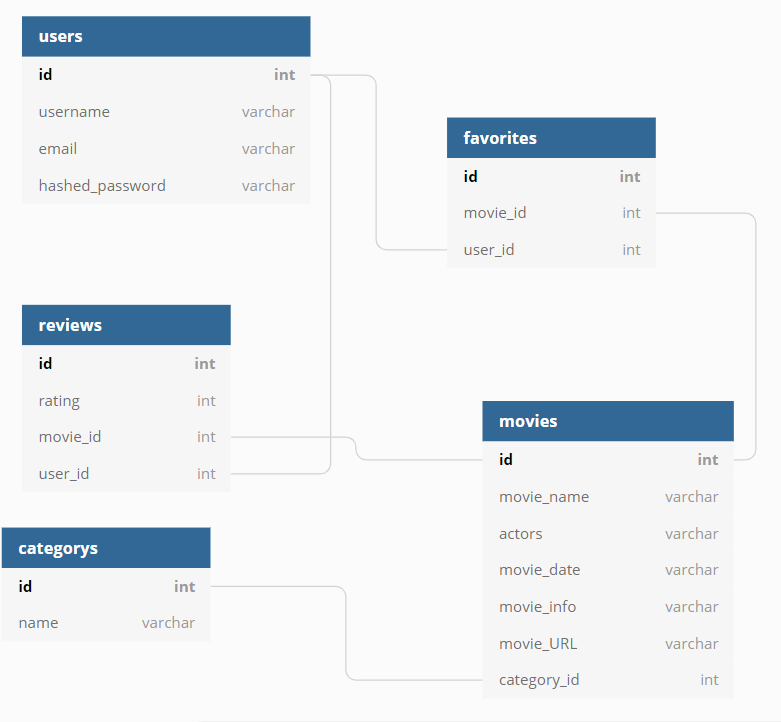 users
id int
username varchar
email varchar
hashed_password varchar
favorites
id int
movie_id int
user_id int
reviews
id int
rating int
movie_id int
user_id int
movies
id int
movie_name varchar
actors varchar
movie_date varchar
movie_info varchar
movie_URL varchar
category_id int
categorys
id int
name varchar